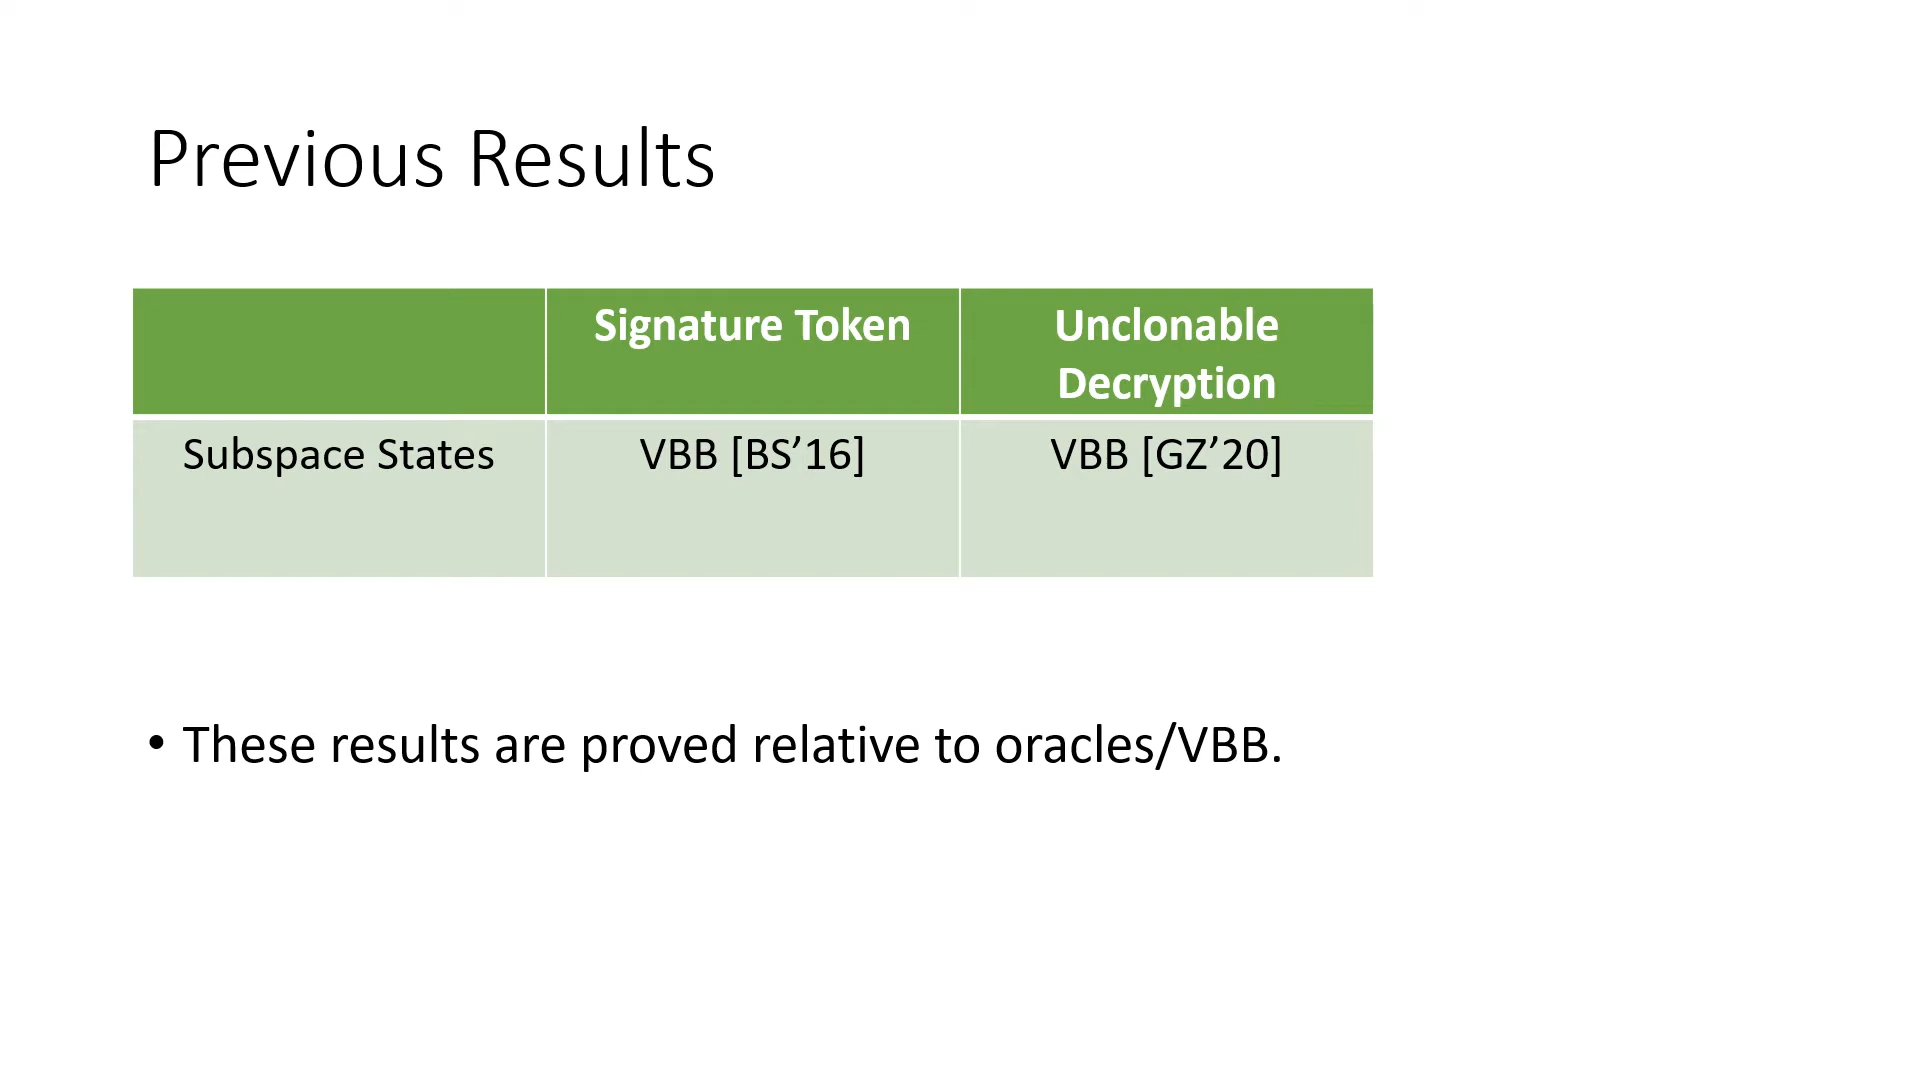 Previous Results
Signature Token
Unclonable
Decryption
Subspace States
VBB [BS’16]
VBB [GZ’20]
• These results are proved relative to oracles/VBB.